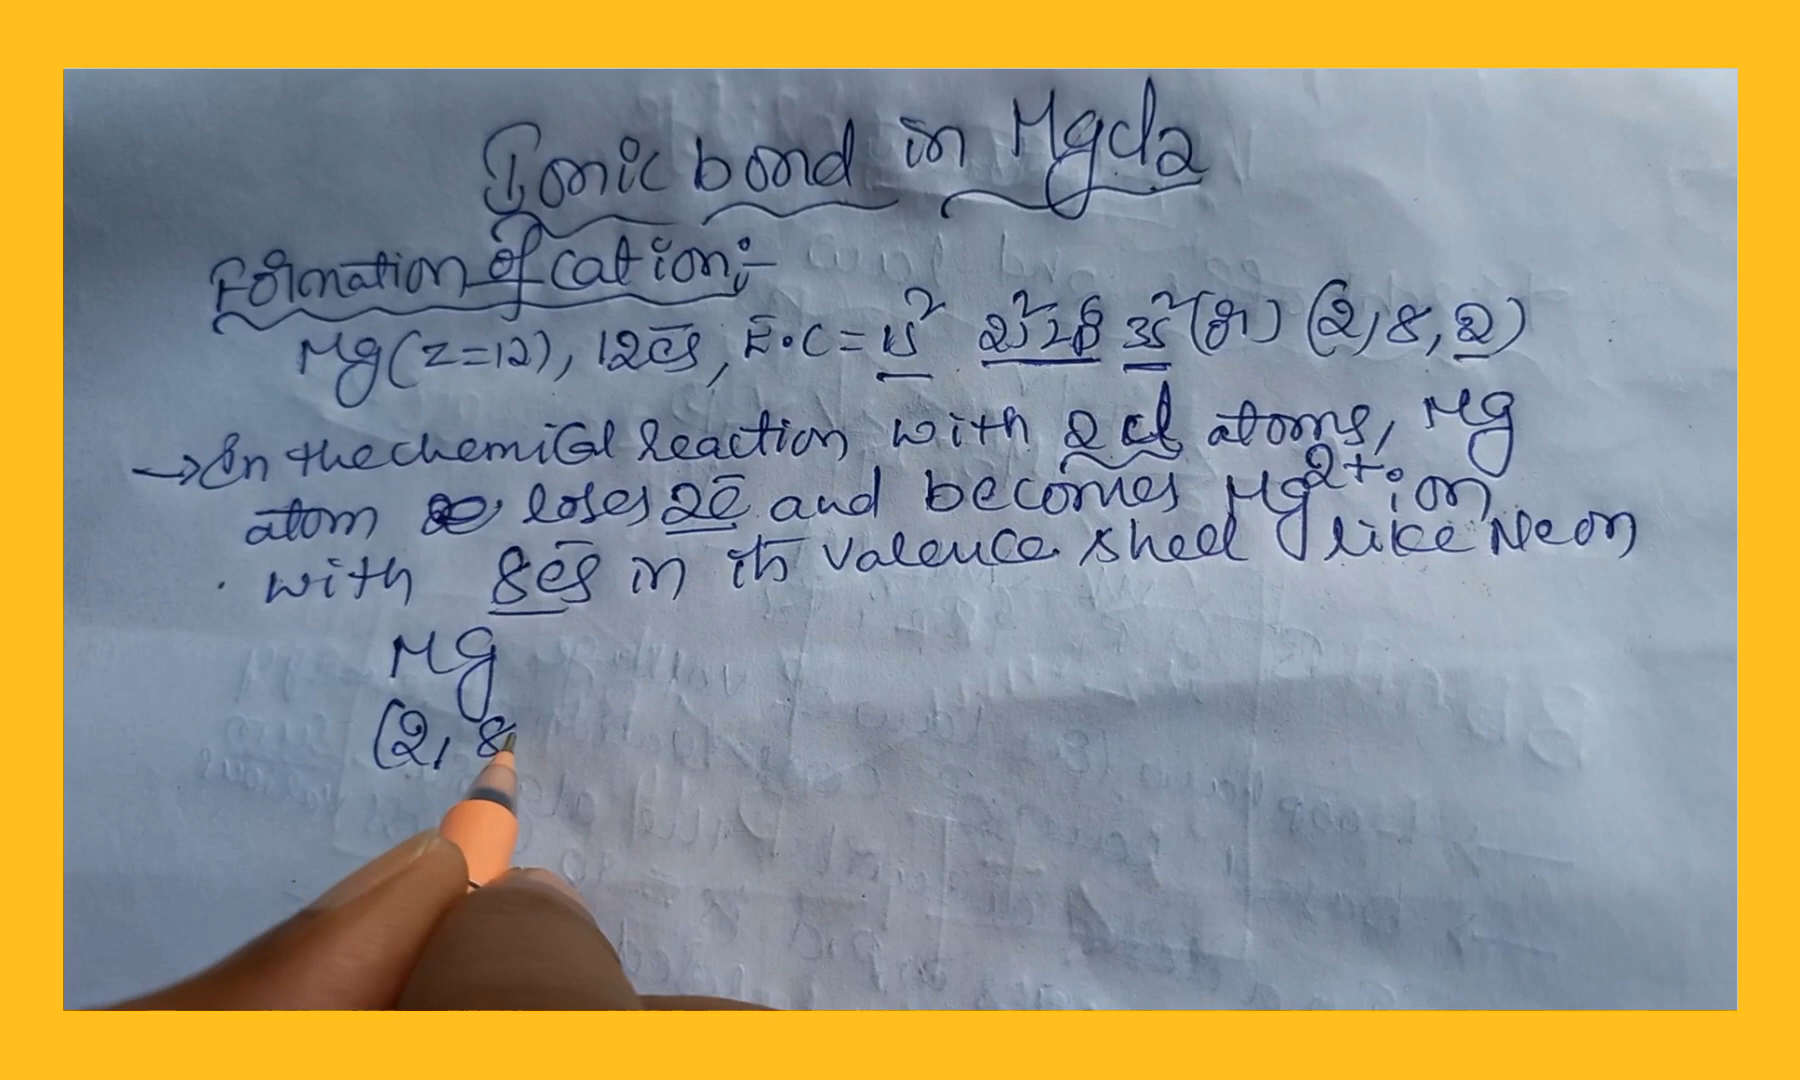 Ionic bond in Mgcl2
Formation of cation:-
Mg(Z=12), 12e̅s, E.C = 1s² 2s²2p⁶ 3s² (or) (2,8,2)
→ In the chemical reaction with 2 cl atoms, Mg
atom loses 2e̅ and becomes Mg²⁺ ion
with 8e̅s in its valence shell like Neon
Mg
(2, 8